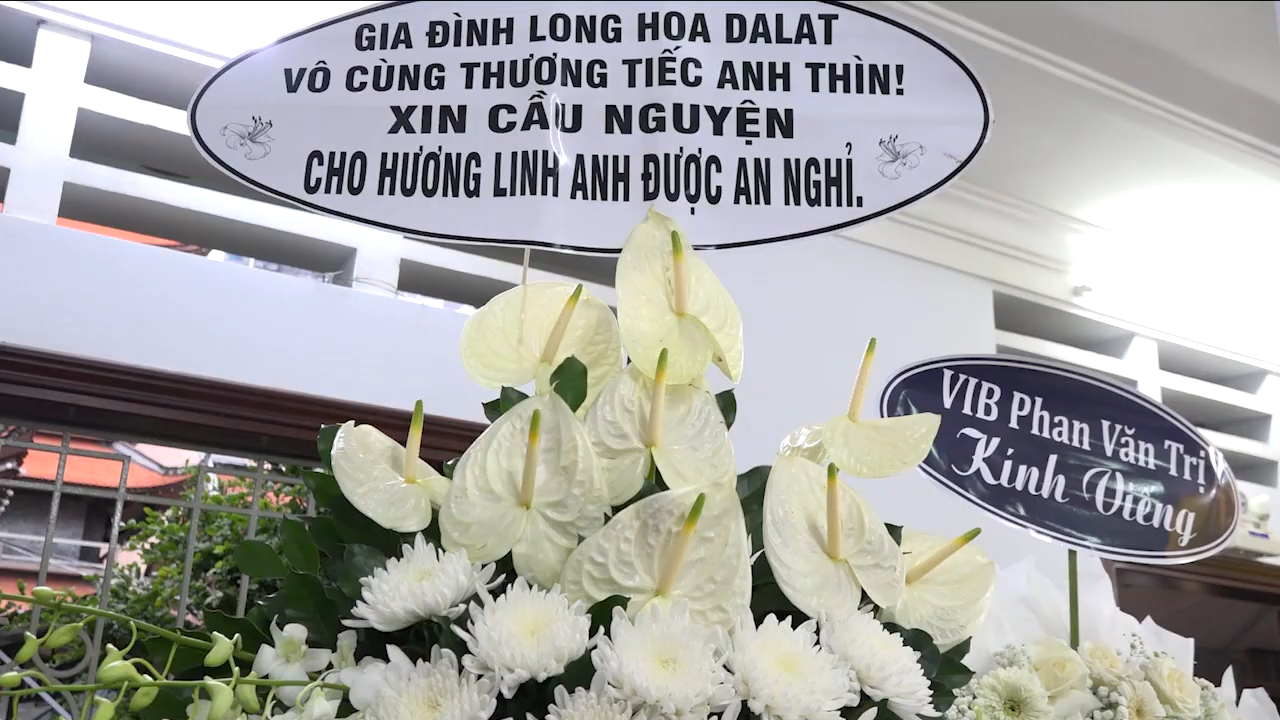 GIA ĐÌNH LONG HOA DALAT
VÔ CÙNG THƯƠNG TIẾC ANH THÌN!
XIN CẦU NGUYỆN
CHO HƯƠNG LINH ANH ĐƯỢC AN NGHỈ.
VIB Phan Văn Trị
Kính Viếng